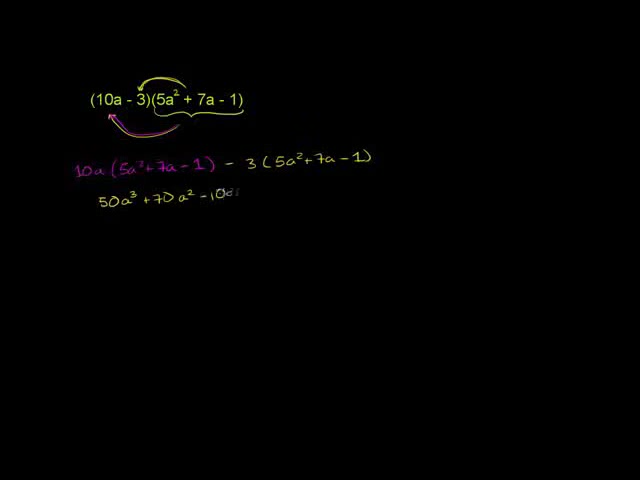 (10a - 3)(5a² + 7a - 1)
10a (5a² + 7a - 1) - 3 (5a² + 7a - 1)
50a³ + 70a² - 10a